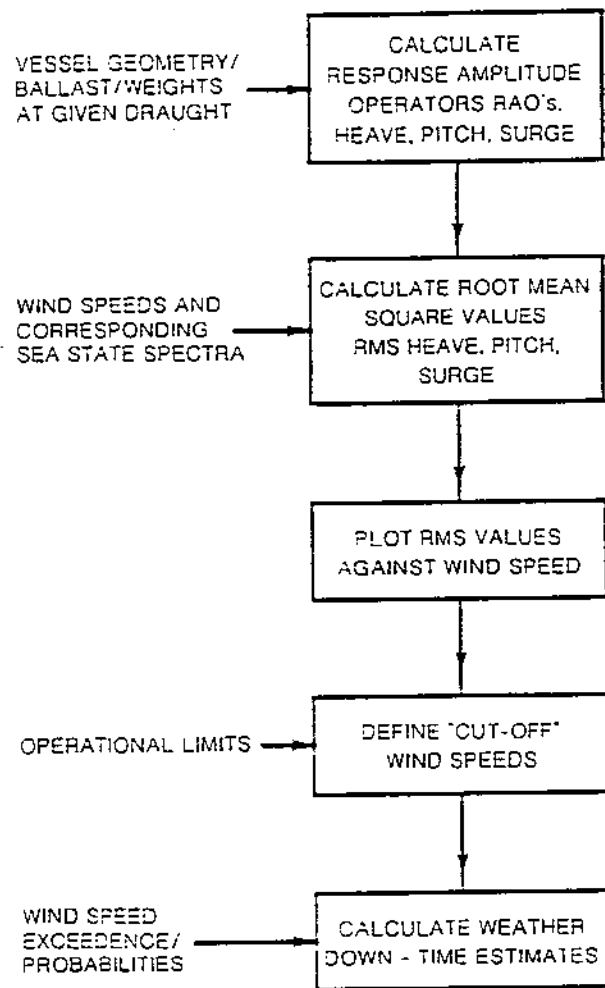 VESSEL GEOMETRY/
BALLAST/WEIGHTS
AT GIVEN DRAUGHT
CALCULATE
RESPONSE AMPLITUDE
OPERATORS RAO's.
HEAVE, PITCH, SURGE
WIND SPEEDS AND
CORRESPONDING
SEA STATE SPECTRA
CALCULATE ROOT MEAN
SQUARE VALUES
RMS HEAVE, PITCH,
SURGE
PLOT RMS VALUES
AGAINST WIND SPEED
OPERATIONAL LIMITS
DEFINE "CUT-OFF"
WIND SPEEDS
WIND SPEED
EXCEEDENCE/
PROBABILITIES
CALCULATE WEATHER
DOWN - TIME ESTIMATES